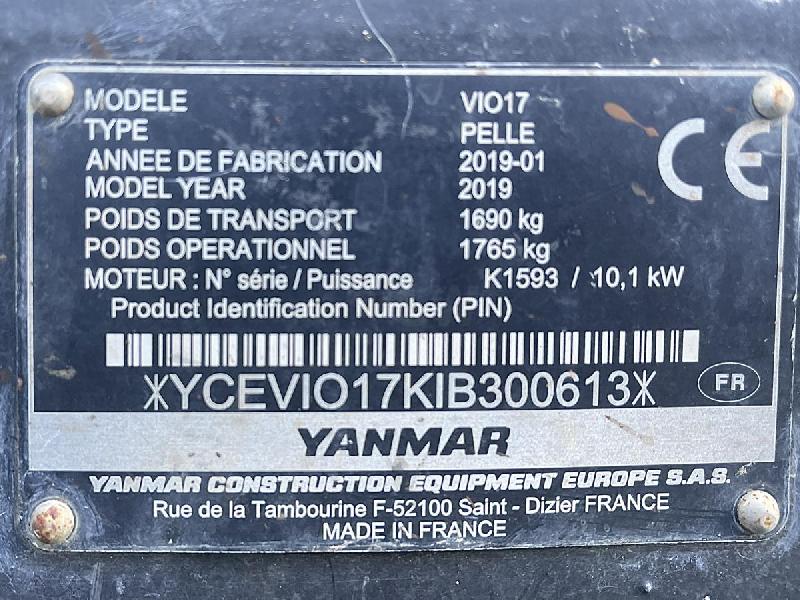 MODELE VIO17
TYPE PELLE
ANNEE DE FABRICATION 2019-01
MODEL YEAR 2019
POIDS DE TRANSPORT 1690 kg
POIDS OPERATIONNEL 1765 kg
MOTEUR : N° série / Puissance K1593 / 10,1 kW
Product Identification Number (PIN)
CE
*YCEVIO17KIB300613*
FR
YANMAR
YANMAR CONSTRUCTION EQUIPMENT EUROPE S.A.S.
Rue de la Tambourine F-52100 Saint - Dizier FRANCE
MADE IN FRANCE